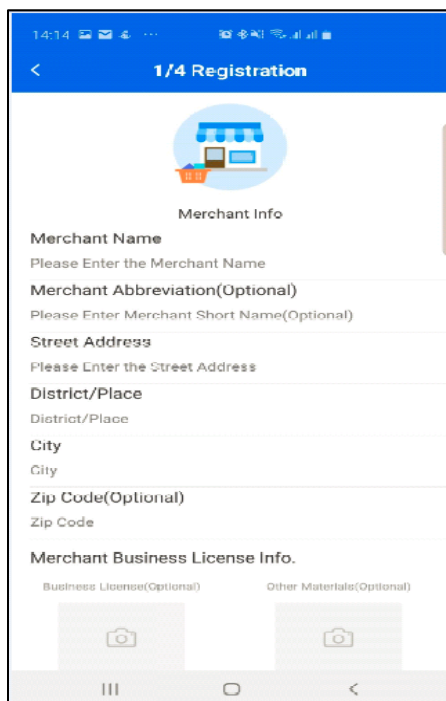 14:14
1/4 Registration
Merchant Info
Merchant Name
Please Enter the Merchant Name
Merchant Abbreviation(Optional)
Please Enter Merchant Short Name(Optional)
Street Address
Please Enter the Street Address
District/Place
District/Place
City
City
Zip Code(Optional)
Zip Code
Merchant Business License Info.
Business License(Optional) Other Materials(Optional)